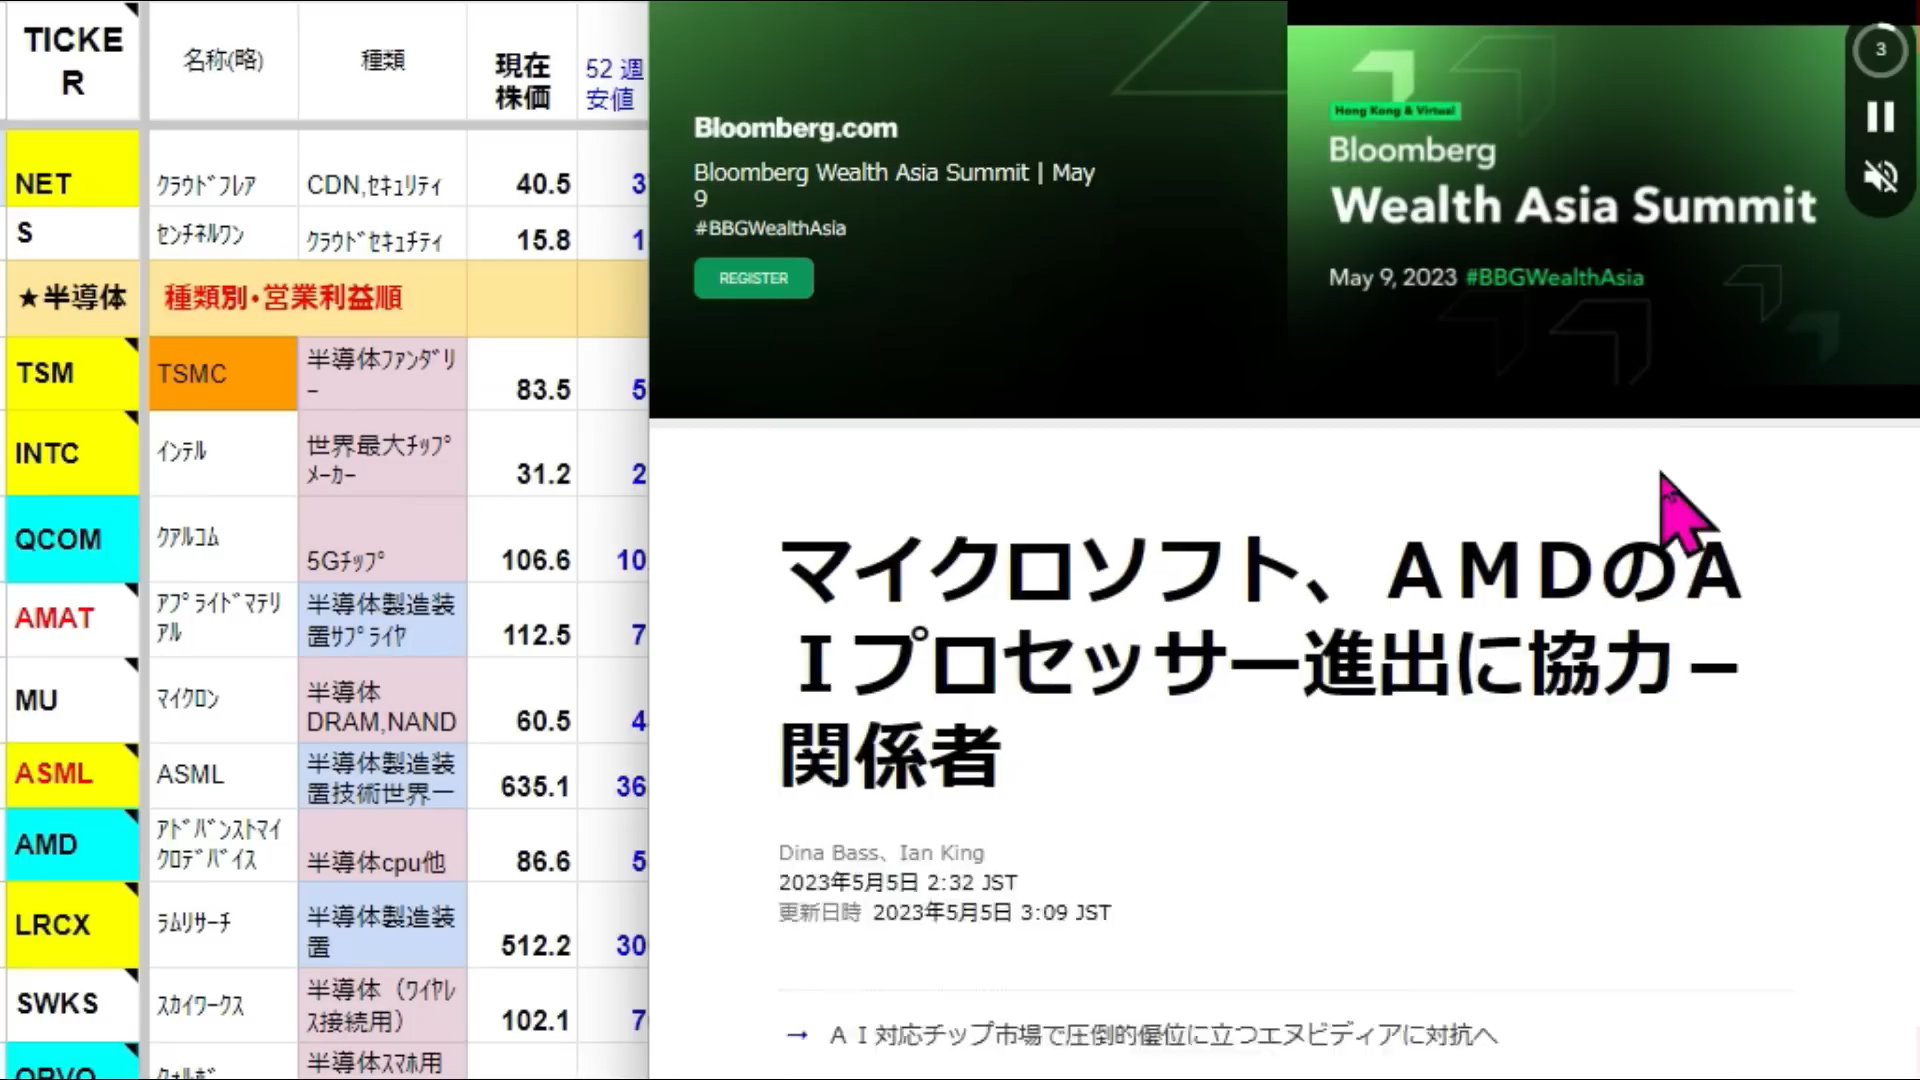 TICKE
R
名称(略)
種類
現在
株価
52 週
安値
NET
ｸﾗｳﾄﾞﾌﾚｱ
CDN,ｾｷｭﾘﾃｨ
40.5
3
S
ｾﾝﾁﾈﾙﾜﾝ
ｸﾗｳﾄﾞｾｷｭﾁﾃｨ
15.8
1
★半導体
種類別・営業利益順
TSM
TSMC
半導体ﾌｧﾝﾀﾞﾘ
ｰ
83.5
5
INTC
ｲﾝﾃﾙ
世界最大ﾁｯﾌﾟ
ﾒｰｶｰ
31.2
2
QCOM
ｸｱﾙｺﾑ
5Gﾁｯﾌﾟ
106.6
10
AMAT
ｱﾌﾟﾗｲﾄﾞﾏﾃﾘ
ｱﾙ
半導体製造装
置ｻﾌﾟﾗｲﾔ
112.5
7
MU
ﾏｲｸﾛﾝ
半導体
DRAM,NAND
60.5
4
ASML
ASML
半導体製造装
置技術世界一
635.1
36
AMD
ｱﾄﾞﾊﾞﾝｽﾄﾏｲ
ｸﾛﾃﾞﾊﾞｲｽ
半導体cpu他
86.6
5
LRCX
ﾗﾑﾘｻｰﾁ
半導体製造装
置
512.2
30
SWKS
ｽｶｲﾜｰｸｽ
半導体（ﾜｲﾔﾚ
ｽ接続用）
102.1
7
QRVO
ｸｫﾙﾎﾞ
半導体ｽﾏﾎ用
Bloomberg.com
Bloomberg Wealth Asia Summit | May
9
#BBGWealthAsia
REGISTER
Hong Kong & Virtual
Bloomberg
Wealth Asia Summit
May 9, 2023 #BBGWealthAsia
3
マイクロソフト、ＡＭＤのＡ
Ｉプロセッサー進出に協力－
関係者
Dina Bass、Ian King
2023年5月5日 2:32 JST
更新日時 2023年5月5日 3:09 JST
→ ＡＩ対応チップ市場で圧倒的優位に立つエヌビディアに対抗へ